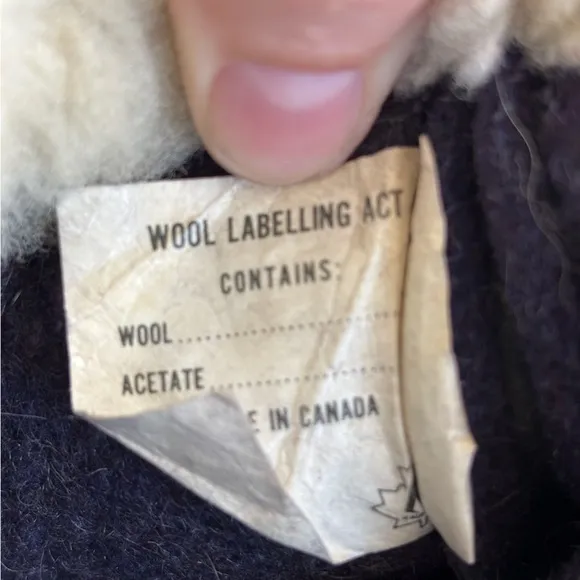 WOOL LABELLING ACT
CONTAINS:
WOOL....................
ACETATE....................
E IN CANADA